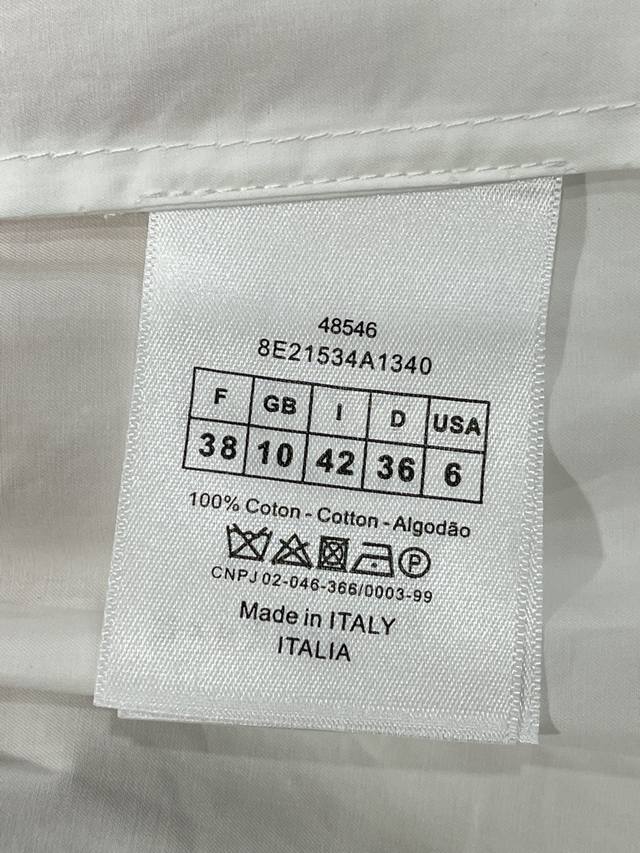 48546
8E21534A1340
F GB I D USA
38 10 42 36 6
100% Coton - Cotton - Algodão
P
CNPJ 02-046-366/0003-99
Made in ITALY
ITALIA